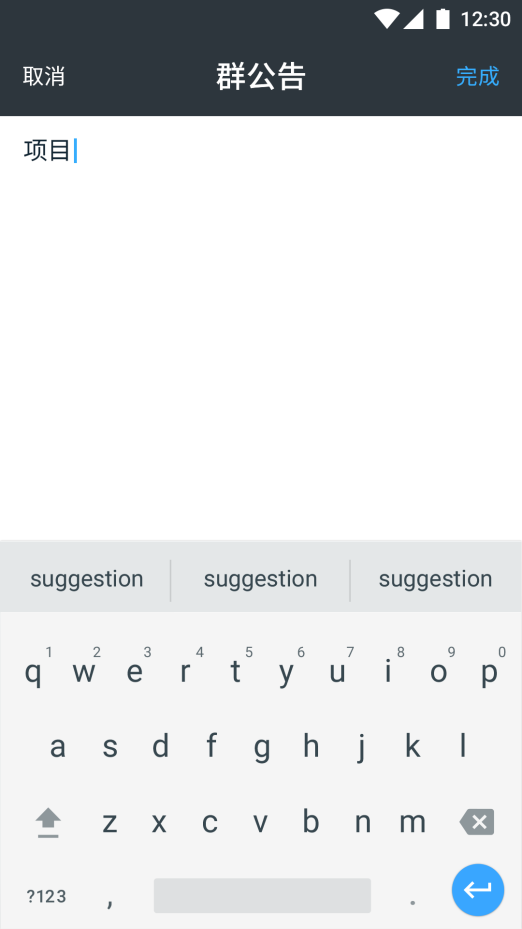 12:30
取消 群公告 完成
项目
suggestion suggestion suggestion
1 2 3 4 5 6 7 8 9 0
q w e r t y u i o p
a s d f g h j k l
z x c v b n m
?123 , .